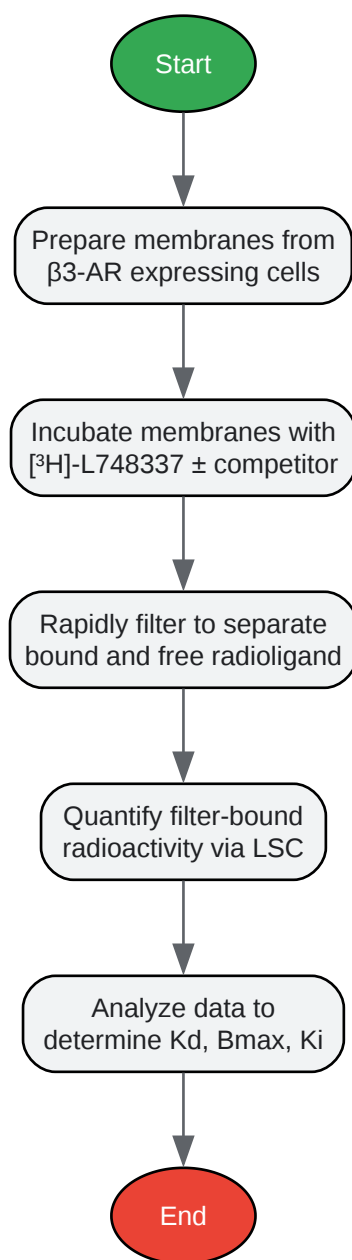 Start
Prepare membranes from
β3-AR expressing cells
Incubate membranes with
[³H]-L748337 ± competitor
Rapidly filter to separate
bound and free radioligand
Quantify filter-bound
radioactivity via LSC
Analyze data to
determine Kd, Bmax, Ki
End